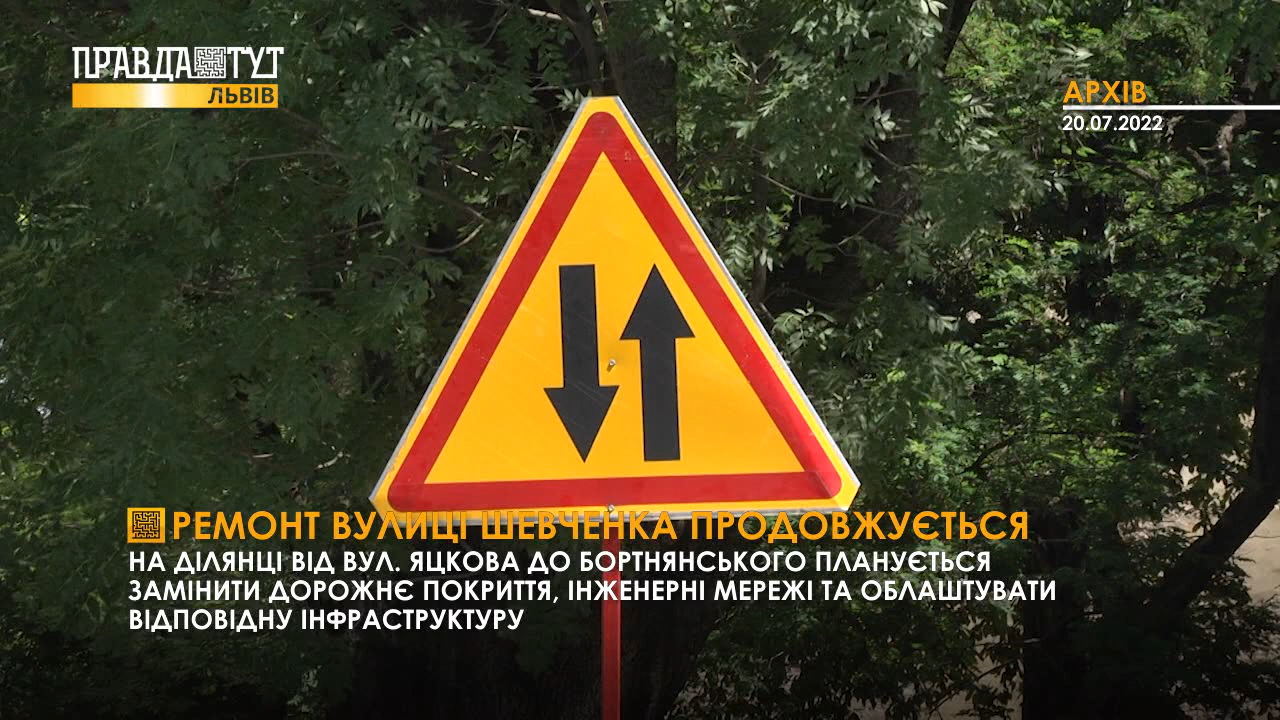 ПРАВДА ТУТ
ЛЬВІВ
АРХІВ
20.07.2022
РЕМОНТ ВУЛИЦІ ШЕВЧЕНКА ПРОДОВЖУЄТЬСЯ
НА ДІЛЯНЦІ ВІД ВУЛ. ЯЦКОВА ДО БОРТНЯНСЬКОГО ПЛАНУЄТЬСЯ
ЗАМІНИТИ ДОРОЖНЄ ПОКРИТТЯ, ІНЖЕНЕРНІ МЕРЕЖІ ТА ОБЛАШТУВАТИ
ВІДПОВІДНУ ІНФРАСТРУКТУРУ